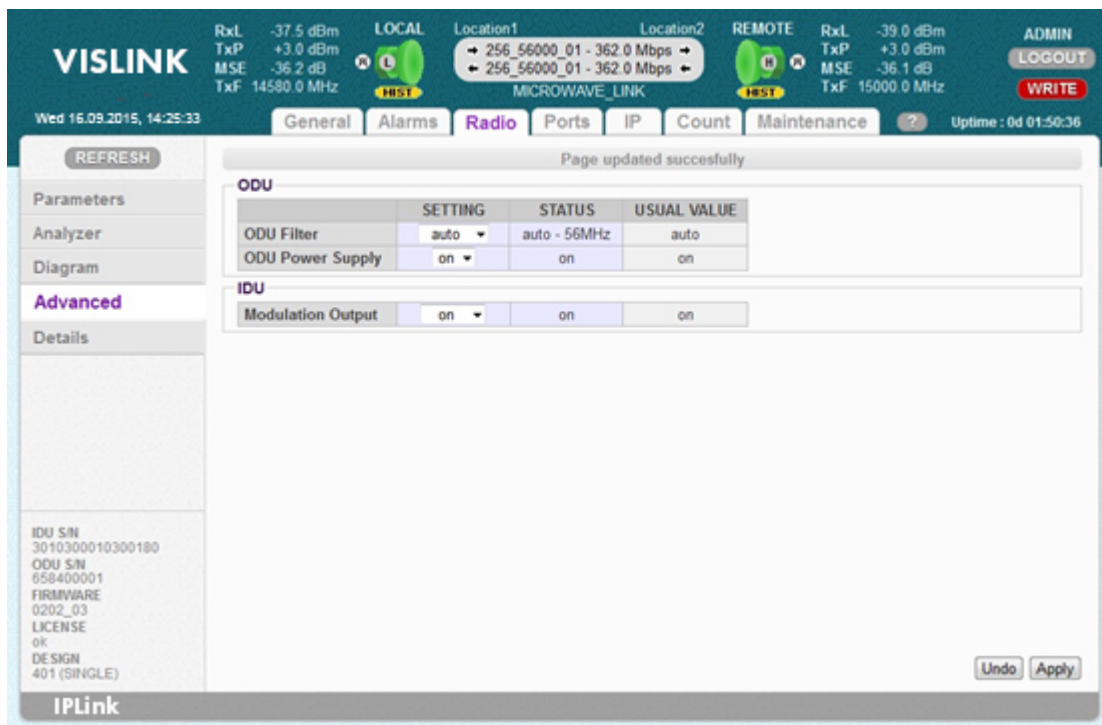 VISLINK
RxL -37.5 dBm
TxP +3.0 dBm
MSE -36.2 dB
TxF 14580.0 MHz
LOCAL
R L
HIST
Location1 Location2
→ 256_56000_01 - 362.0 Mbps →
← 256_56000_01 - 362.0 Mbps ←
MICROWAVE_LINK
REMOTE
H R
HIST
RxL -39.0 dBm
TxP +3.0 dBm
MSE -36.1 dB
TxF 15000.0 MHz
ADMIN
LOGOUT
WRITE
Wed 16.09.2015, 14:25:33
General Alarms Radio Ports IP Count Maintenance ?
Uptime : 0d 01:50:36
REFRESH
Parameters
Analyzer
Diagram
Advanced
Details
IDU S/N
3010300010300180
ODU S/N
658400001
FIRMWARE
0202_03
LICENSE
ok
DESIGN
401 (SINGLE)
Page updated succesfully
ODU
SETTING STATUS USUAL VALUE
ODU Filter auto auto - 56MHz auto
ODU Power Supply on on on
IDU
Modulation Output on on on
Undo Apply
IPLink